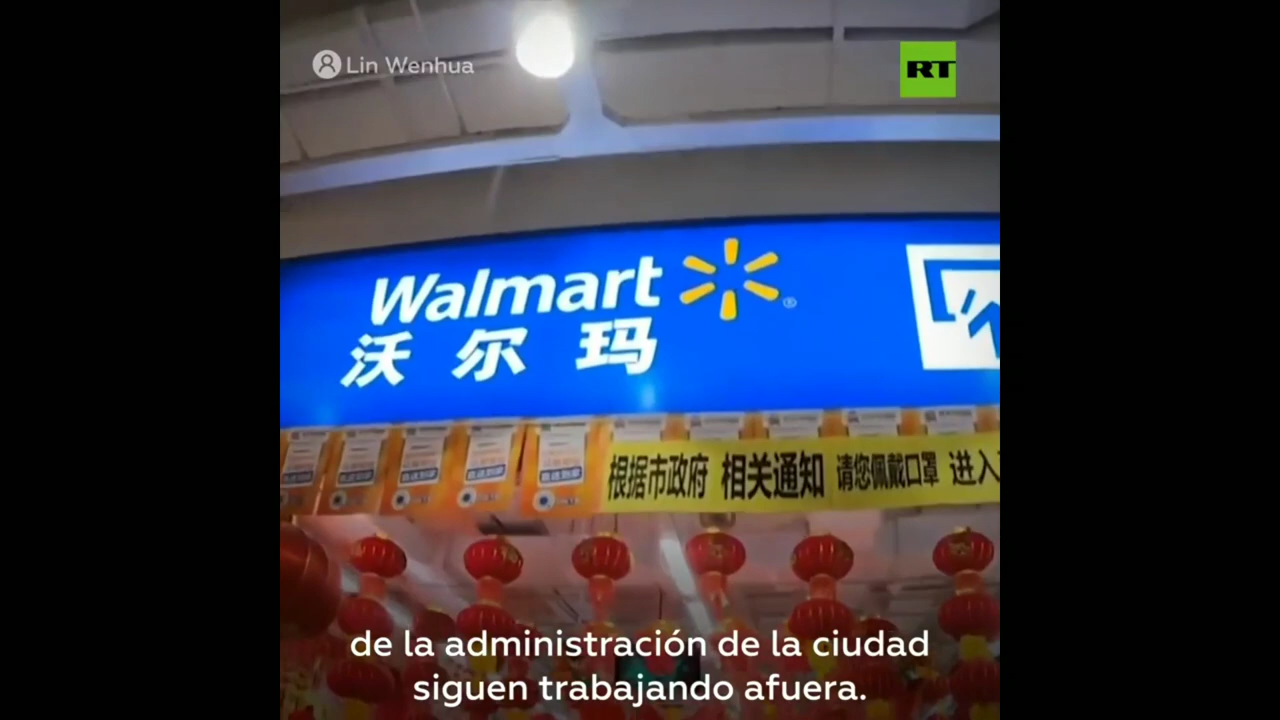 Lin Wenhua
RT
Walmart
沃尔玛
根据市政府 相关通知 请您佩戴口罩 进入
de la administración de la ciudad
siguen trabajando afuera.